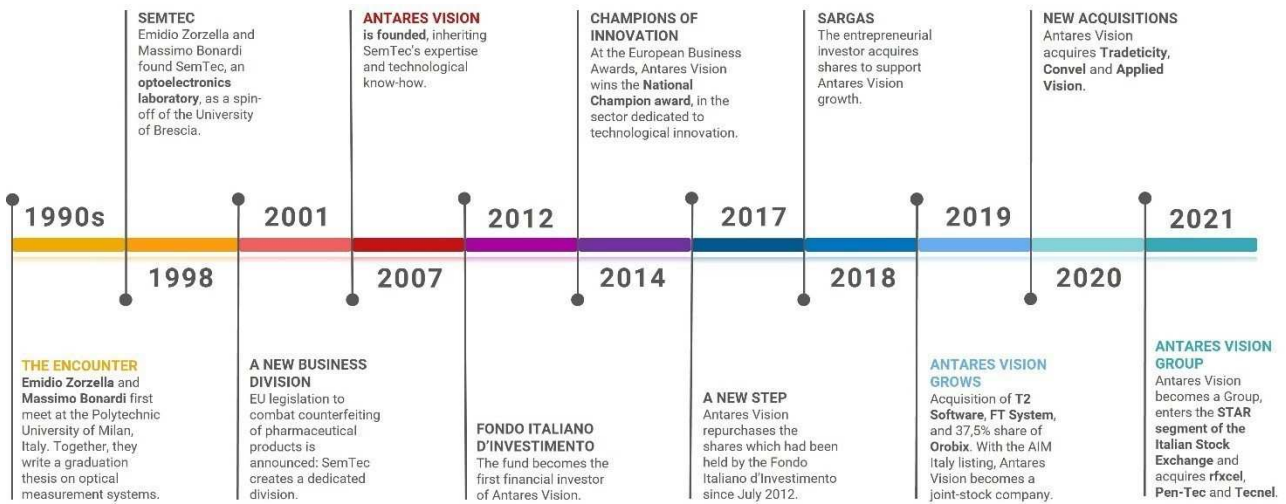 SEMTEC
Emidio Zorzella and
Massimo Bonardi
found SemTec, an
optoelectronics
laboratory, as a spin-
off of the University
of Brescia.
ANTARES VISION
is founded, inheriting
SemTec's expertise
and technological
know-how.
CHAMPIONS OF
INNOVATION
At the European Business
Awards, Antares Vision
wins the National
Champion award, in the
sector dedicated to
technological innovation.
SARGAS
The entrepreneurial
investor acquires
shares to support
Antares Vision
growth.
NEW ACQUISITIONS
Antares Vision
acquires Tradeticity,
Convel and Applied
Vision.
1990s
2001
2012
2017
2019
2021
1998
2007
2014
2018
2020
THE ENCOUNTER
Emidio Zorzella and
Massimo Bonardi first
meet at the Polytechnic
University of Milan,
Italy. Together, they
write a graduation
thesis on optical
measurement systems.
A NEW BUSINESS
DIVISION
EU legislation to
combat counterfeiting
of pharmaceutical
products is
announced: SemTec
creates a dedicated
division.
FONDO ITALIANO
D'INVESTIMENTO
The fund becomes the
first financial investor
of Antares Vision.
A NEW STEP
Antares Vision
repurchases the
shares which had been
held by the Fondo
Italiano d'Investimento
since July 2012.
ANTARES VISION
GROWS
Acquisition of T2
Software, FT System,
and 37,5% share of
Orobix. With the AIM
Italy listing, Antares
Vision becomes a
joint-stock company.
ANTARES VISION
GROUP
Antares Vision
becomes a Group,
enters the STAR
segment of the
Italian Stock
Exchange and
acquires rfxcel,
Pen-Tec and Tecnel.